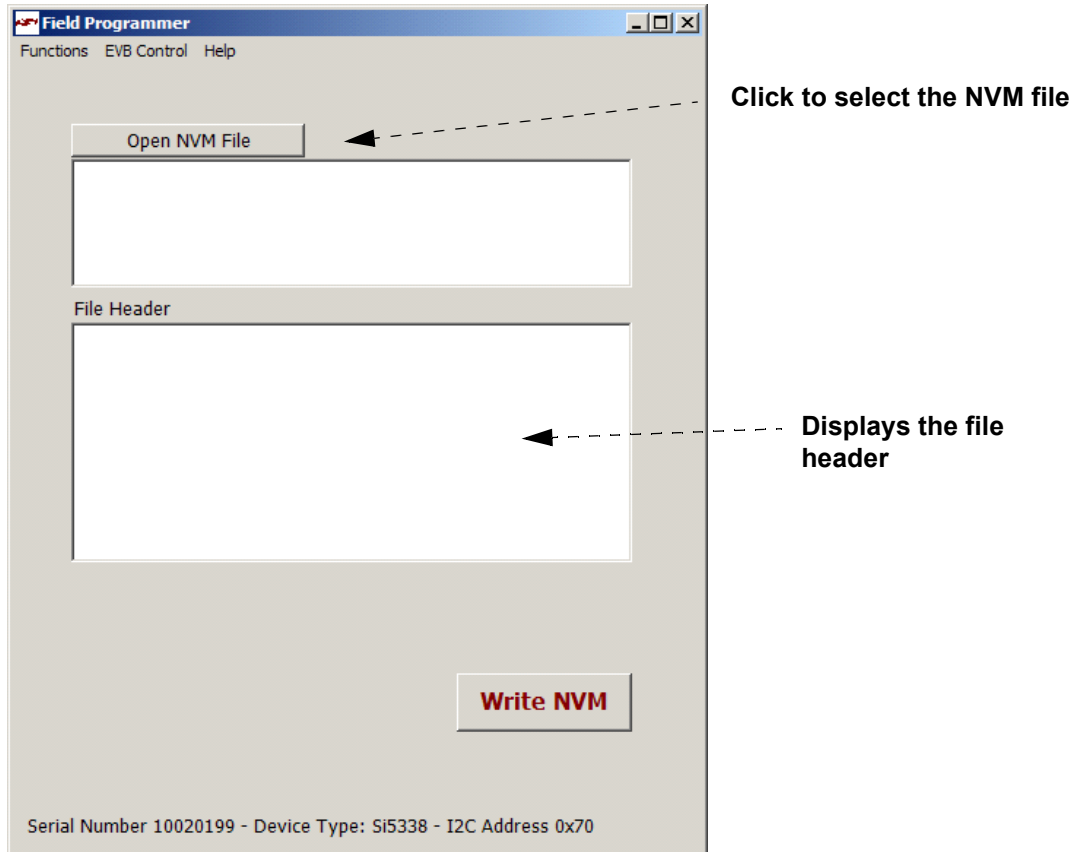 Field Programmer
Functions EVB Control Help
Click to select the NVM file
Open NVM File
File Header
Displays the file
header
Write NVM
Serial Number 10020199 - Device Type: Si5338 - I2C Address 0x70